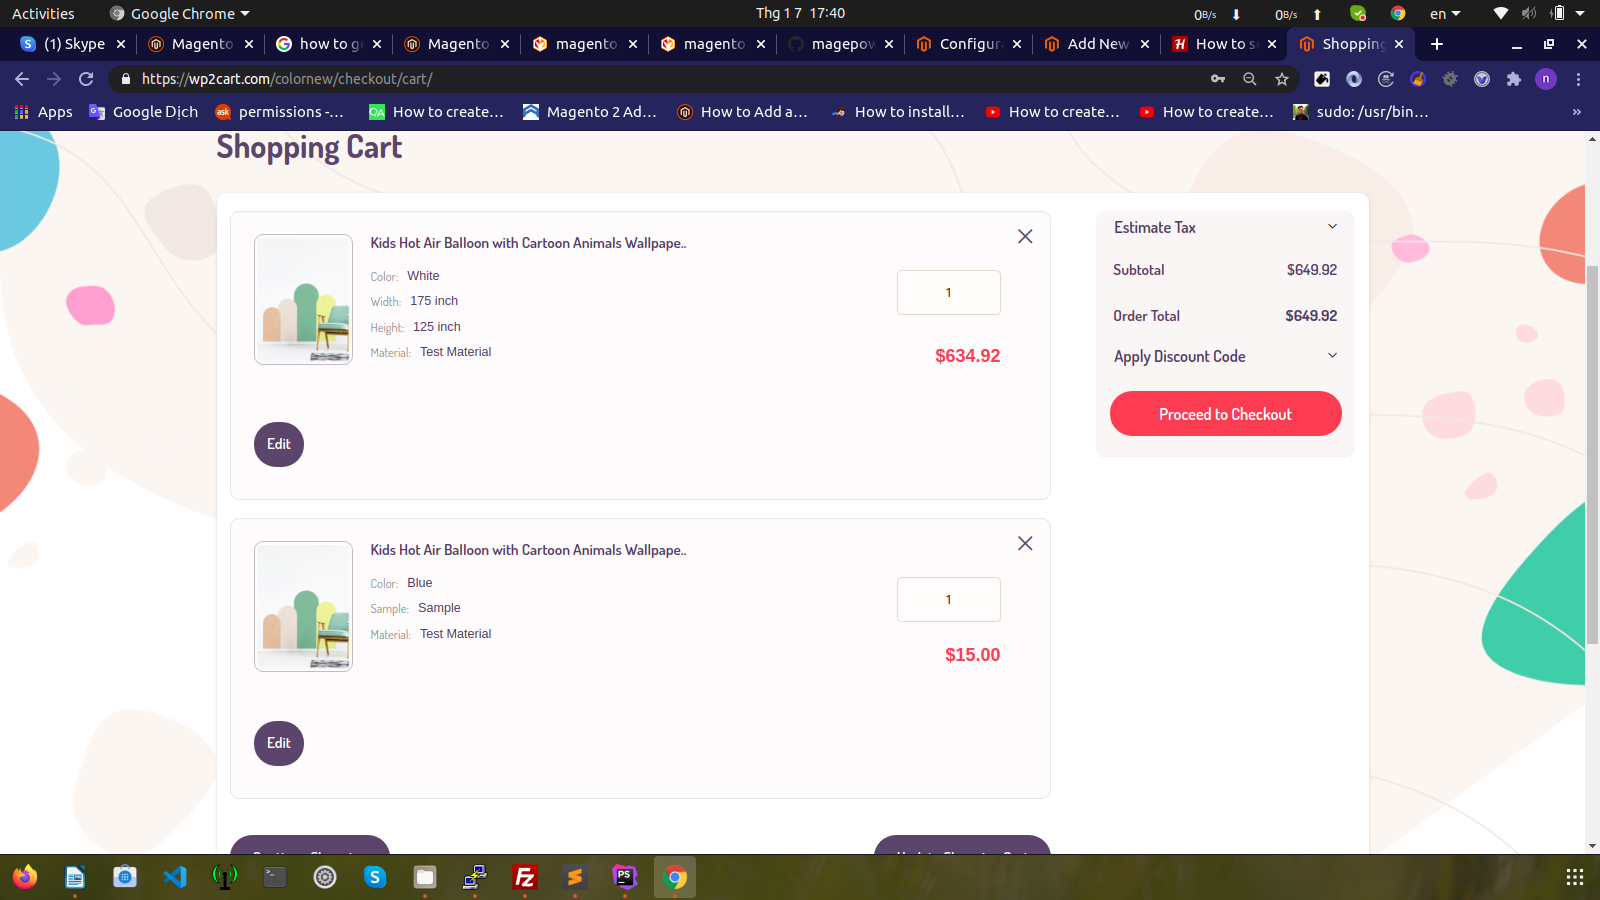 Activities
Google Chrome
Thg 1 7 17:40
0B/s
0B/s
en
(1) Skype
Magento
how to g
Magento
magento
magento
magepow
Configur
Add New
How to s
Shopping
https://wp2cart.com/colornew/checkout/cart/
n
Apps
Google Dịch
permissions -...
How to create...
Magento 2 Ad...
How to Add a...
How to install...
How to create...
How to create...
sudo: /usr/bin...
Shopping Cart
Kids Hot Air Balloon with Cartoon Animals Wallpape..
Color: White
Width: 175 inch
Height: 125 inch
Material: Test Material
1
$634.92
Edit
Kids Hot Air Balloon with Cartoon Animals Wallpape..
Color: Blue
Sample: Sample
Material: Test Material
1
$15.00
Edit
Estimate Tax
Subtotal $649.92
Order Total $649.92
Apply Discount Code
Proceed to Checkout